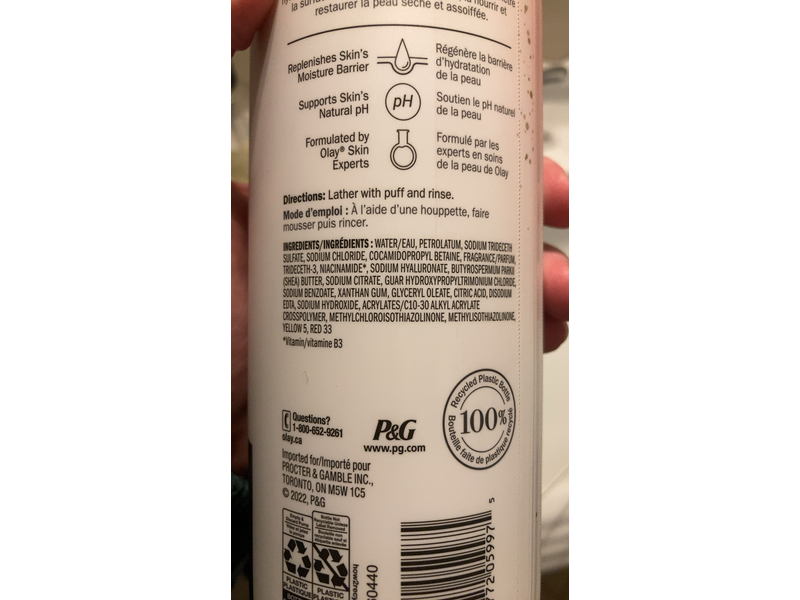 restaurer la peau sèche et assoiffée.
Replenishes Skin's
Moisture Barrier
Régénère la barrière
d'hydratation
de la peau
Supports Skin's
Natural pH
pH
Soutien le pH naturel
de la peau
Formulated by
Olay® Skin
Experts
Formulé par les
experts en soins
de la peau de Olay
Directions: Lather with puff and rinse.
Mode d'emploi : À l'aide d'une houppette, faire
mousser puis rincer.
INGREDIENTS/INGRÉDIENTS : WATER/EAU, PETROLATUM, SODIUM TRIDECETH
SULFATE, SODIUM CHLORIDE, COCAMIDOPROPYL BETAINE, FRAGRANCE/PARFUM,
TRIDECETH-3, NIACINAMIDE*, SODIUM HYALURONATE, BUTYROSPERMUM PARKII
(SHEA) BUTTER, SODIUM CITRATE, GUAR HYDROXYPROPYLTRIMONIUM CHLORIDE,
SODIUM BENZOATE, XANTHAN GUM, GLYCERYL OLEATE, CITRIC ACID, DISODIUM
EDTA, SODIUM HYDROXIDE, ACRYLATES/C10-30 ALKYL ACRYLATE
CROSSPOLYMER, METHYLCHLOROISOTHIAZOLINONE, METHYLISOTHIAZOLINONE,
YELLOW 5, RED 33
*Vitamin/vitamine B3
Questions?
1-800-652-9261
olay.ca
P&G
www.pg.com
Recycled Plastic Bottle
100%
Bouteille faite de plastique recyclé
Imported for/Importé pour
PROCTER & GAMBLE INC.,
TORONTO, ON M5W 1C5
© 2022, P&G
PLASTIC
PLASTIQUE
PLASTIC
how2recy
60440
77205997
5